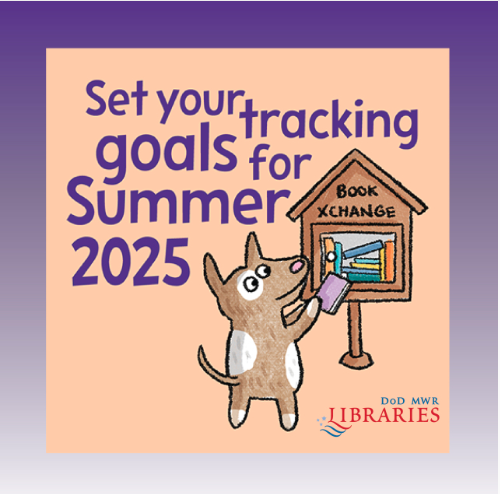 Set your tracking
goals for
Summer
2025
BOOK
XCHANGE
DoD MWR
LIBRARIES